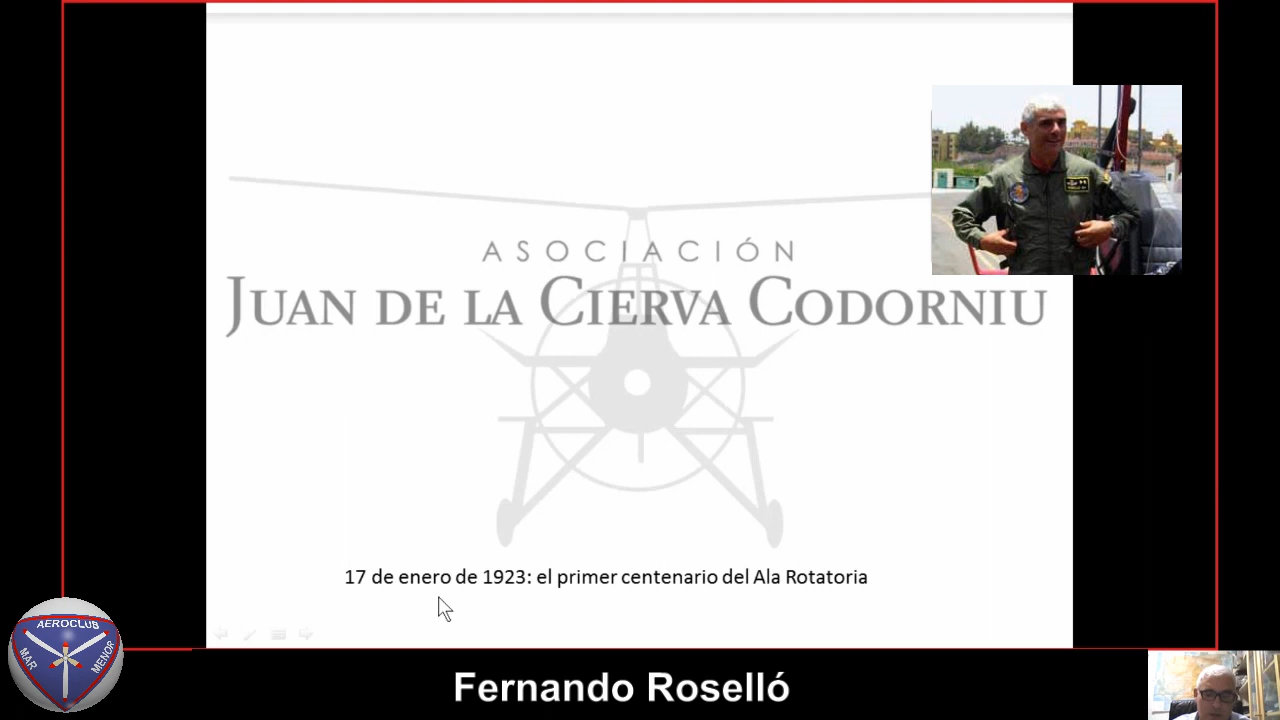 ASOCIACIÓN
JUAN DE LA CIERVA CODORNIU
17 de enero de 1923: el primer centenario del Ala Rotatoria
AEROCLUB
MAR
MENOR
Fernando Roselló